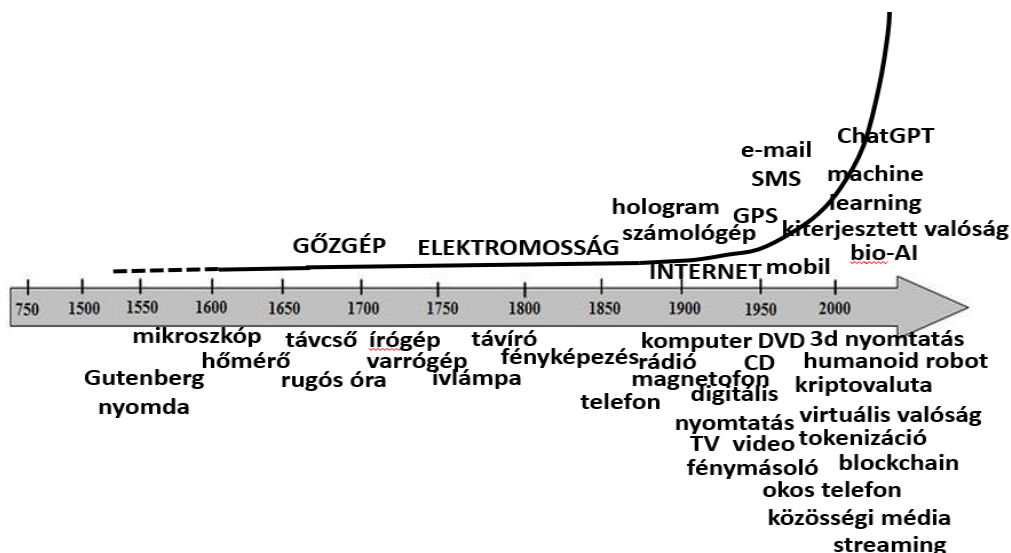 ChatGPT
e-mail
SMS
machine
learning
hologram
GPS
számológép
kiterjesztett valóság
bio-AI
GŐZGÉP
ELEKTROMOSSÁG
INTERNET
mobil
750 1500 1550 1600 1650 1700 1750 1800 1850 1900 1950 2000
mikroszkóp
távcső
írógép
távíró
komputer
DVD
3d nyomtatás
hőmérő
varrógép
fényképezés
rádió
CD
humanoid robot
Gutenberg
nyomda
rugós óra
ívlámpa
magnetofon
kriptovaluta
digitális
nyomtatás
telefon
virtuális valóság
TV
video
tokenizáció
fénymásoló
blockchain
okos telefon
közösségi média
streaming